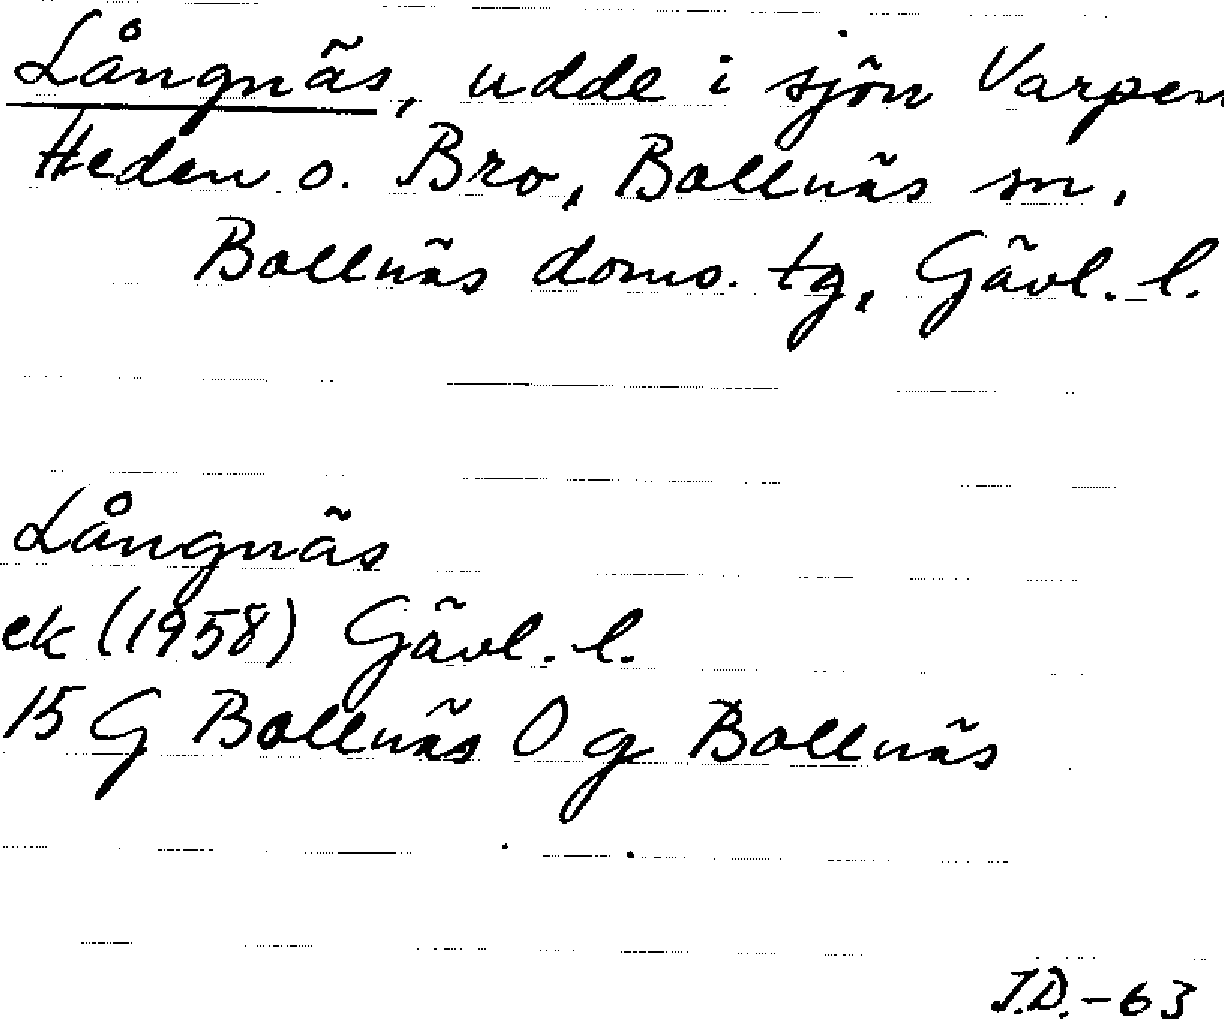 Långnäs, udde i sjön Varpen
Heden o. Bro, Bollnäs sn,
Bollnäs doms. tg, Gävl. l.
Långnäs
ek (1958) Gävl. l.
15 G Bollnäs O g Bollnäs
J.D.-63